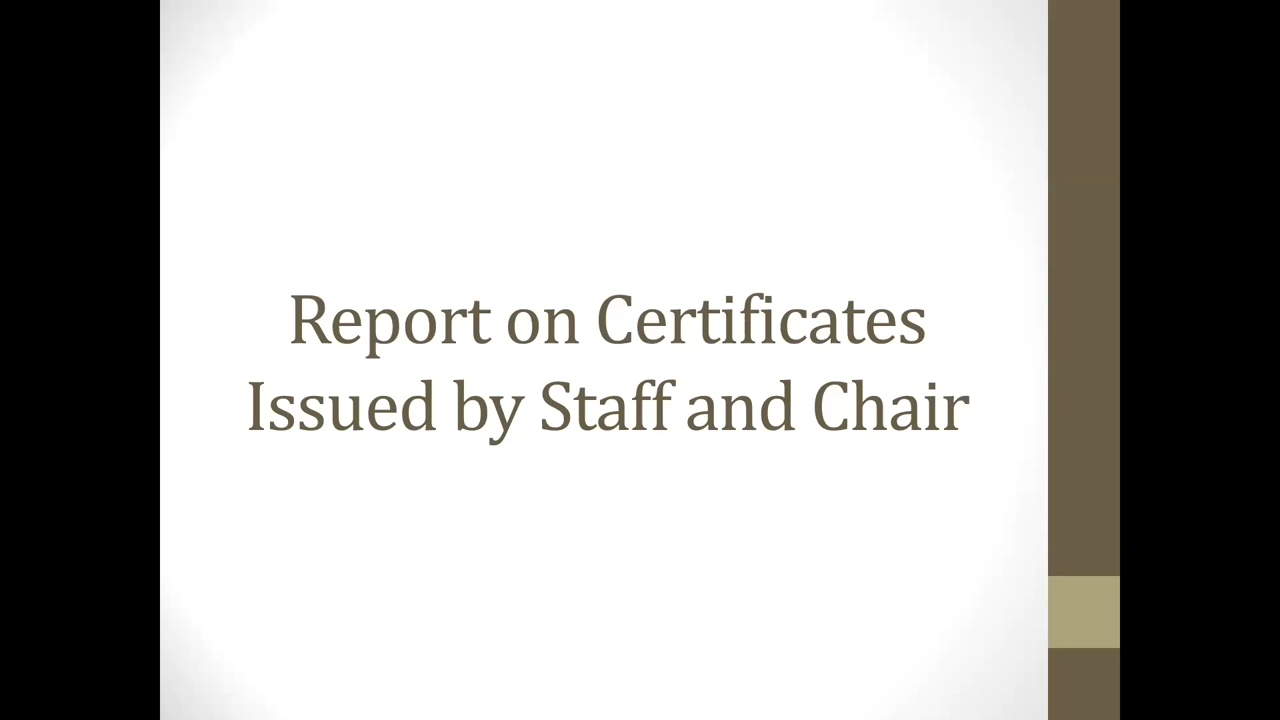 Report on Certificates
Issued by Staff and Chair